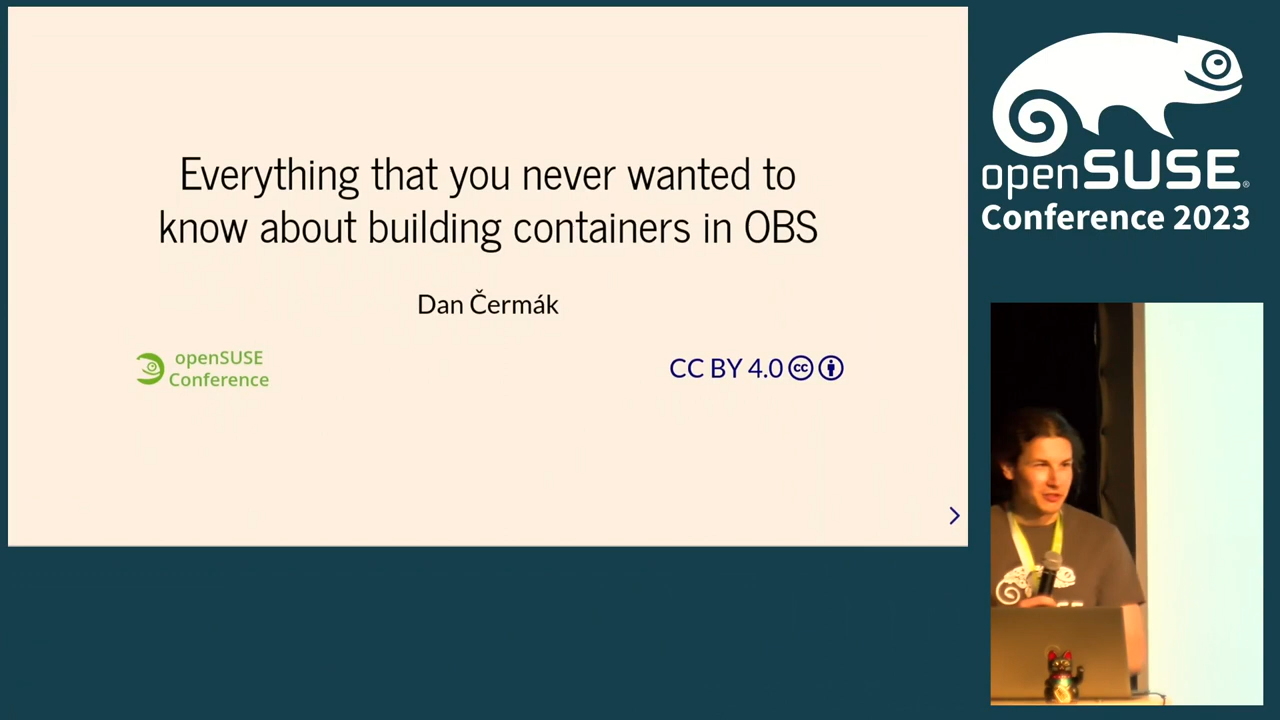 Everything that you never wanted to
know about building containers in OBS
Dan Čermák
openSUSE
Conference
CC BY 4.0
openSUSE
Conference 2023